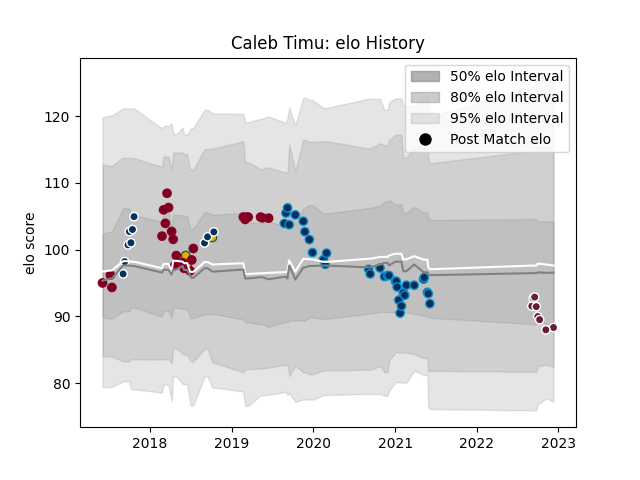 Caleb Timu: elo History
50% elo Interval
80% elo Interval
95% elo Interval
Post Match elo
elo score
120
110
100
90
80
2018 2019 2020 2021 2022 2023